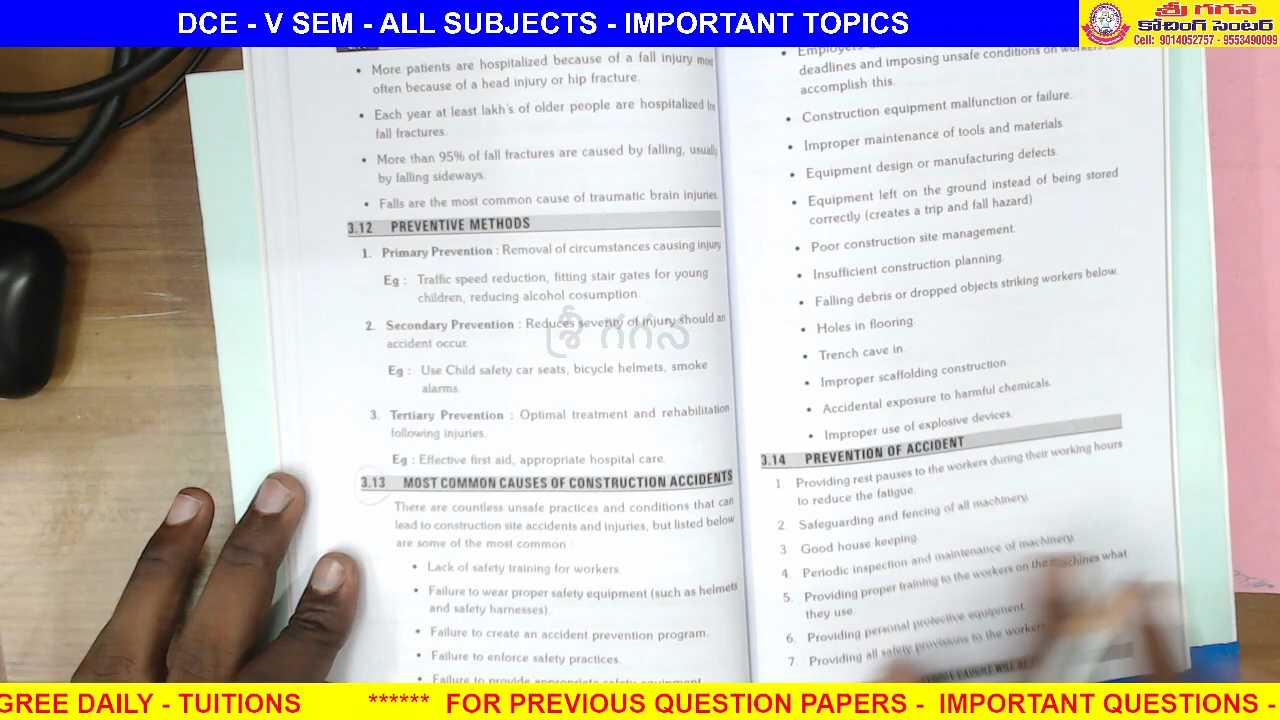 DCE - V SEM - ALL SUBJECTS - IMPORTANT TOPICS
శ్రీ గగన
కోచింగ్ సెంటర్
Cell: 9014052757 - 9553490099
• More patients are hospitalized because of a fall injury most
often because of a head injury or hip fracture.
• Each year at least lakh's of older people are hospitalized for
fall fractures.
• More than 95% of fall fractures are caused by falling, usually
by falling sideways.
• Falls are the most common cause of traumatic brain injuries.
3.12 PREVENTIVE METHODS
1. Primary Prevention : Removal of circumstances causing injury
Eg : Traffic speed reduction, fitting stair gates for young
children, reducing alcohol cosumption.
2. Secondary Prevention : Reduces severity of injury should an
accident occur.
Eg : Use Child safety car seats, bicycle helmets, smoke
alarms.
3. Tertiary Prevention : Optimal treatment and rehabilitation
following injuries.
Eg : Effective first aid, appropriate hospital care.
3.13 MOST COMMON CAUSES OF CONSTRUCTION ACCIDENTS
There are countless unsafe practices and conditions that can
lead to construction site accidents and injuries, but listed below
are some of the most common :
• Lack of safety training for workers.
• Failure to wear proper safety equipment (such as helmets
and safety harnesses).
• Failure to create an accident prevention program.
• Failure to enforce safety practices.
• Failure to provide appropriate safety equipment
• Employers
deadlines and imposing unsafe conditions on workers to
accomplish this.
• Construction equipment malfunction or failure.
• Improper maintenance of tools and materials.
• Equipment design or manufacturing defects.
• Equipment left on the ground instead of being stored
correctly (creates a trip and fall hazard)
• Poor construction site management.
• Insufficient construction planning.
• Falling debris or dropped objects striking workers below.
• Holes in flooring.
• Trench cave in.
• Improper scaffolding construction.
• Accidental exposure to harmful chemicals.
• Improper use of explosive devices.
3.14 PREVENTION OF ACCIDENT
1. Providing rest pauses to the workers during their working hours
to reduce the fatigue.
2. Safeguarding and fencing of all machinery.
3 Good house keeping.
4. Periodic inspection and maintenance of machinery.
5. Providing proper training to the workers on the machines what
they use.
6. Providing personal protective equipment.
7. Providing all safety provisions to the workers
శ్రీ గగన
GREE DAILY - TUITIONS ****** FOR PREVIOUS QUESTION PAPERS - IMPORTANT QUESTIONS -